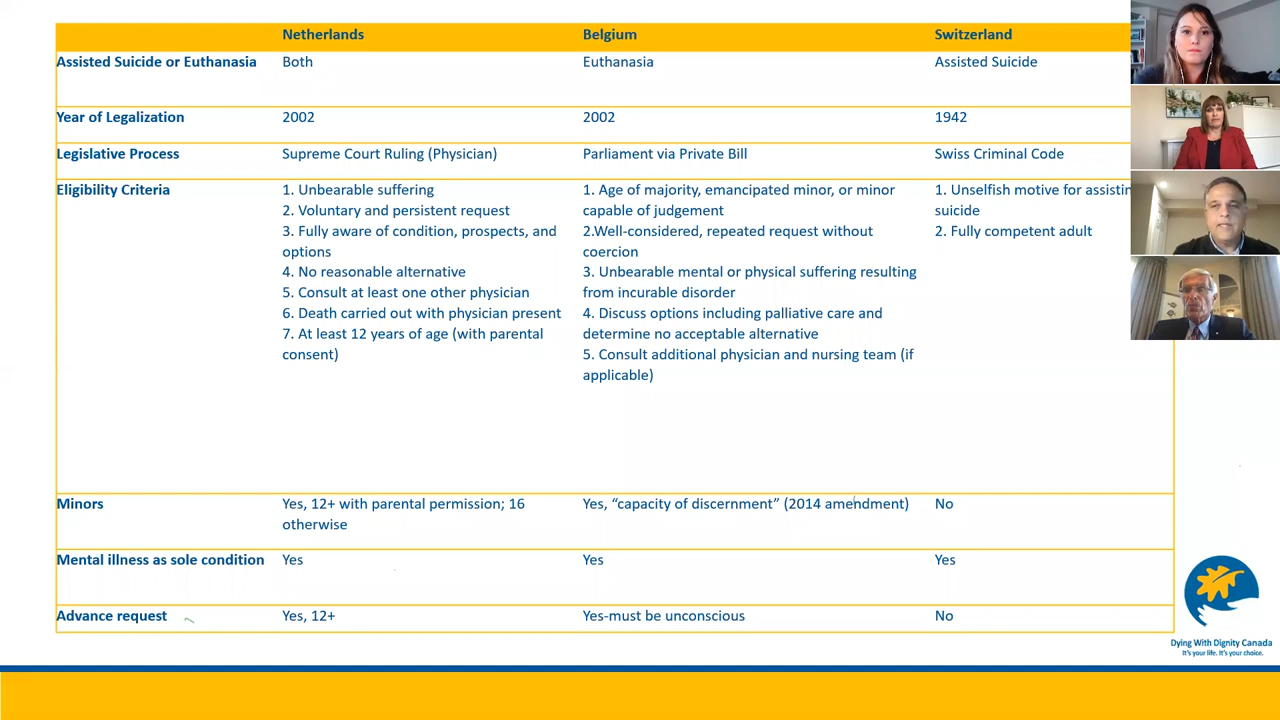 Netherlands Belgium Switzerland
Assisted Suicide or Euthanasia Both Euthanasia Assisted Suicide
Year of Legalization 2002 2002 1942
Legislative Process Supreme Court Ruling (Physician) Parliament via Private Bill Swiss Criminal Code
Eligibility Criteria
1. Unbearable suffering
2. Voluntary and persistent request
3. Fully aware of condition, prospects, and
options
4. No reasonable alternative
5. Consult at least one other physician
6. Death carried out with physician present
7. At least 12 years of age (with parental
consent)
1. Age of majority, emancipated minor, or minor
capable of judgement
2.Well-considered, repeated request without
coercion
3. Unbearable mental or physical suffering resulting
from incurable disorder
4. Discuss options including palliative care and
determine no acceptable alternative
5. Consult additional physician and nursing team (if
applicable)
1. Unselfish motive for assistin
suicide
2. Fully competent adult
Minors
Yes, 12+ with parental permission; 16
otherwise
Yes, “capacity of discernment” (2014 amendment)
No
Mental illness as sole condition Yes Yes Yes
Advance request Yes, 12+ Yes-must be unconscious No
Dying With Dignity Canada
It's your life. It's your choice.